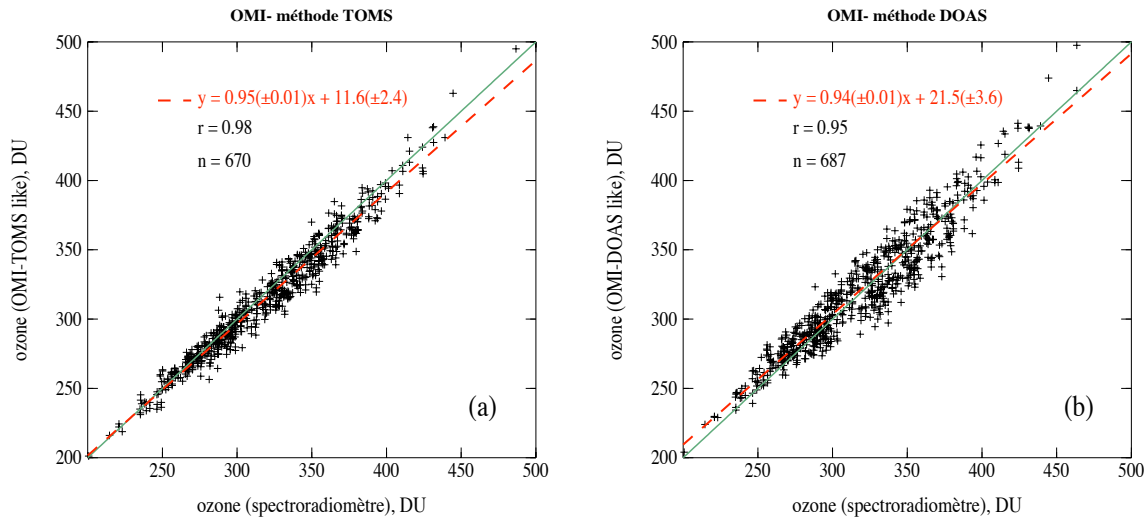 OMI- méthode TOMS
500
450
400
350
300
250
200
ozone (OMI-TOMS like), DU
y = 0.95(±0.01)x + 11.6(±2.4)
r = 0.98
n = 670
(a)
250
300
350
400
450
500
ozone (spectroradiomètre), DU
OMI- méthode DOAS
500
450
400
350
300
250
200
ozone (OMI-DOAS like), DU
y = 0.94(±0.01)x + 21.5(±3.6)
r = 0.95
n = 687
(b)
250
300
350
400
450
500
ozone (spectroradiomètre), DU